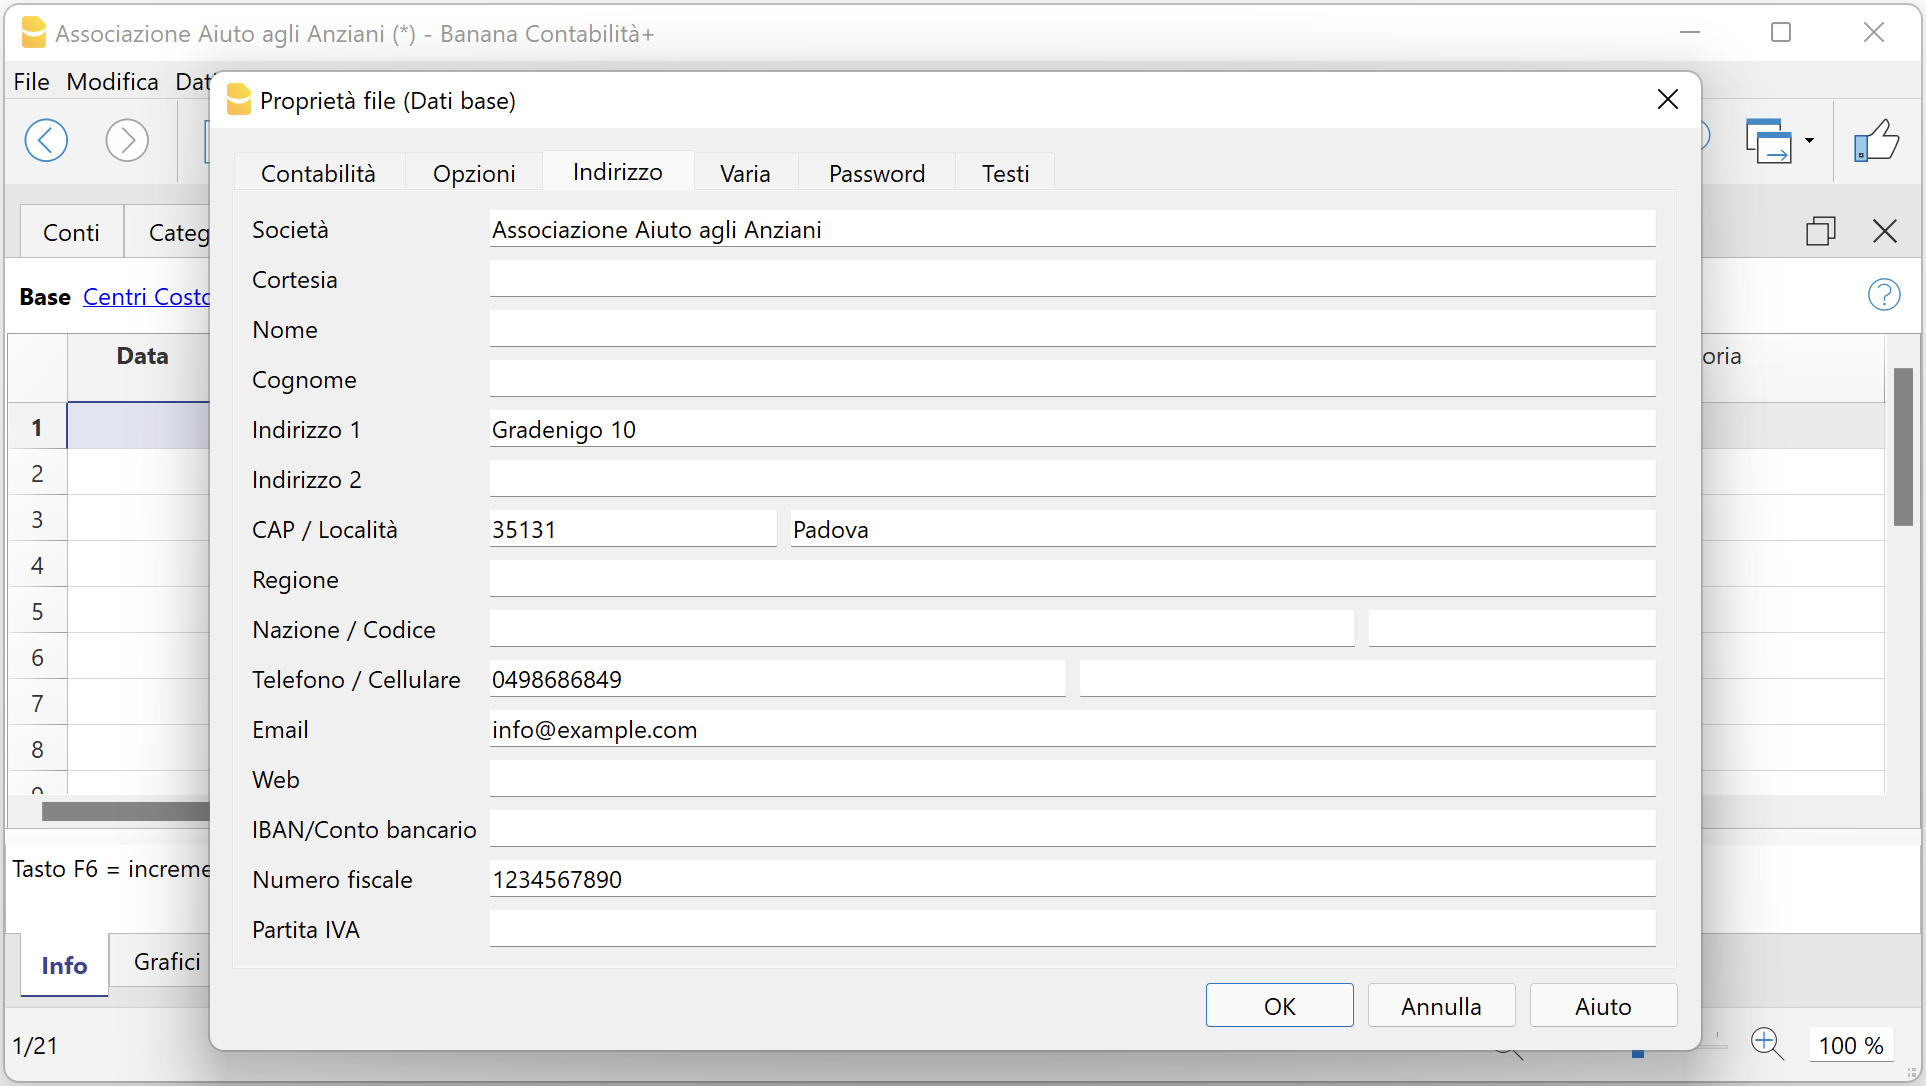 Associazione Aiuto agli Anziani (*) - Banana Contabilità+
File Modifica Dati
Proprietà file (Dati base)
Contabilità Opzioni Indirizzo Varia Password Testi
Conti Categ
Base Centri Costo
Data oria
Società Associazione Aiuto agli Anziani
Cortesia
Nome
Cognome
Indirizzo 1 Gradenigo 10
Indirizzo 2
CAP / Località 35131 Padova
Regione
Nazione / Codice
Telefono / Cellulare 0498686849
Email info@example.com
Web
IBAN/Conto bancario
Numero fiscale 1234567890
Partita IVA
1
2
3
4
5
6
7
8
9
Tasto F6 = increme
Info Grafici
OK Annulla Aiuto
1/21 100 %